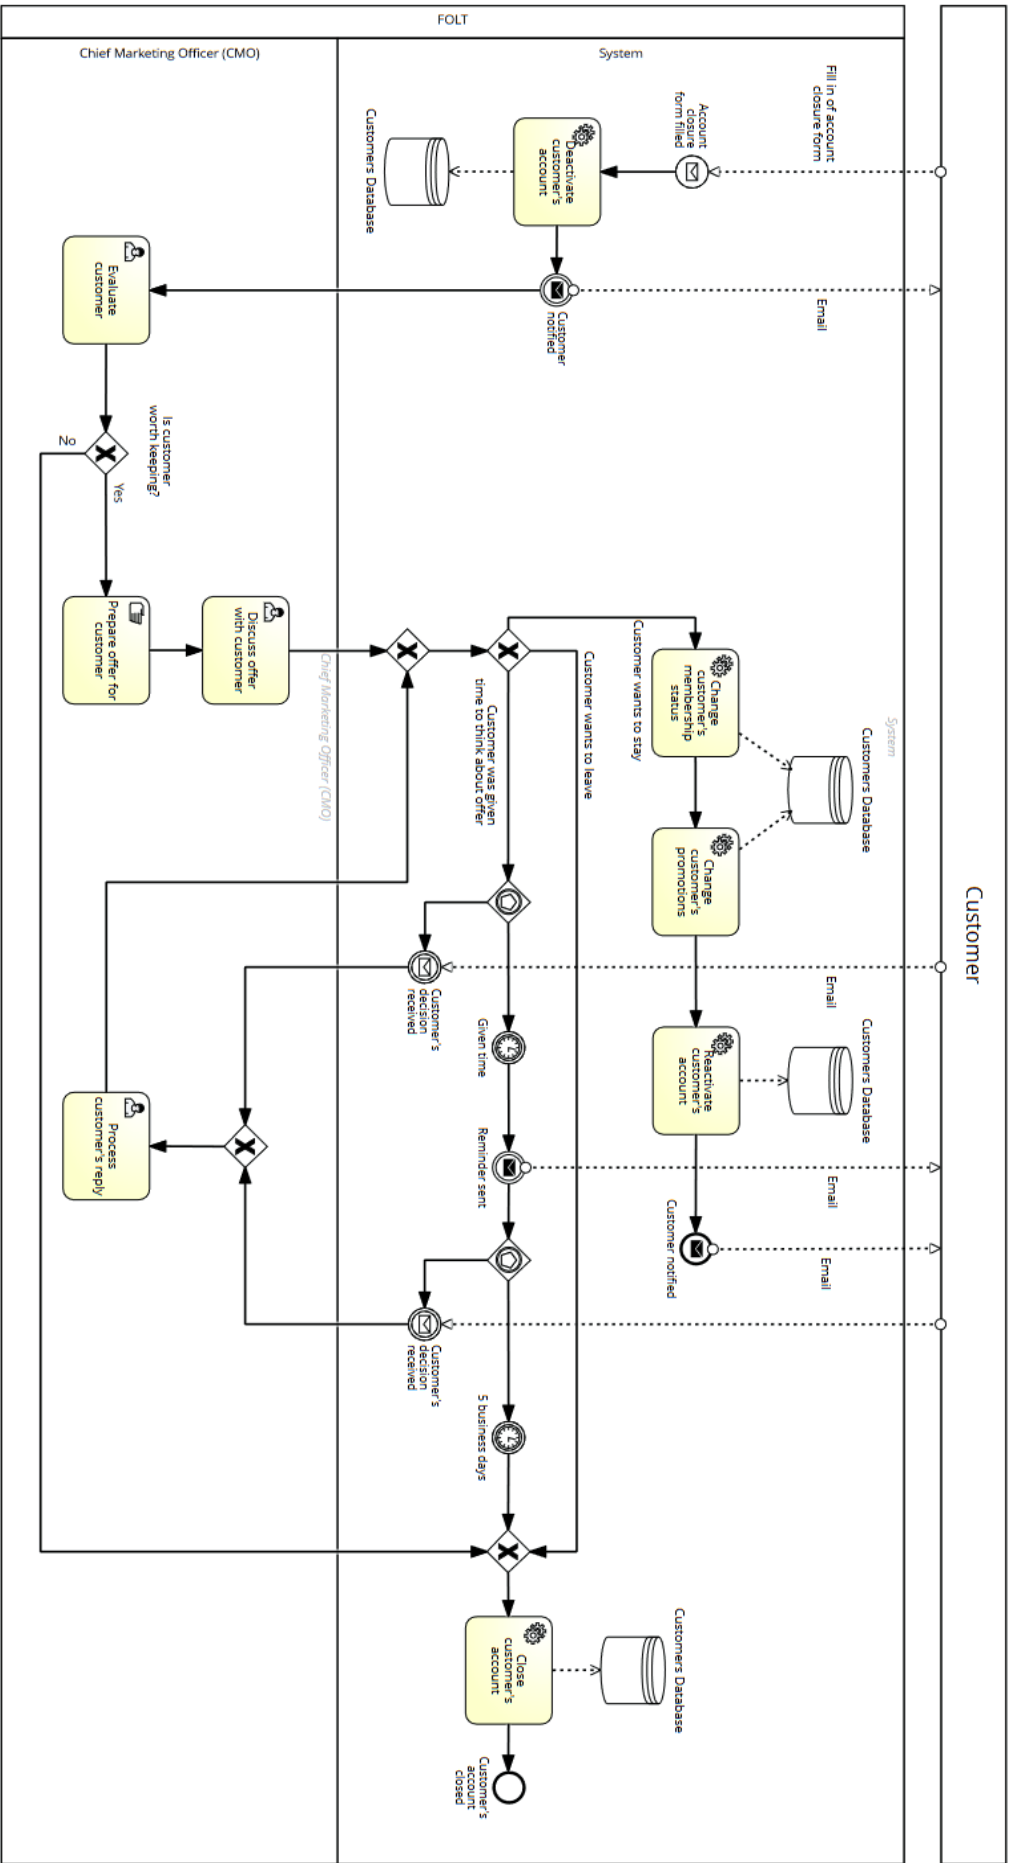 FOLT
Chief Marketing Officer (CMO)
System
Customer
Fill in of account
closure form
Account
closure
form filled
Deactivate
customer's
account
Customers Database
Customer
notified
Email
Evaluate
customer
Is customer
worth keeping?
No
Yes
Prepare offer for
customer
Discuss offer
with customer
Chief Marketing Officer (CMO)
System
Customer wants to stay
Customer wants to leave
Customer was given
time to think about offer
Change
customer's
membership
status
Customers Database
Change
customer's
promotions
Customer's
decision
received
Email
Given time
Reactivate
customer's
account
Customers Database
Process
customer's reply
Reminder sent
Email
Customer notified
Email
Customer's
decision
received
5 business days
Close
customer's
account
Customers Database
Customer's
account
closed